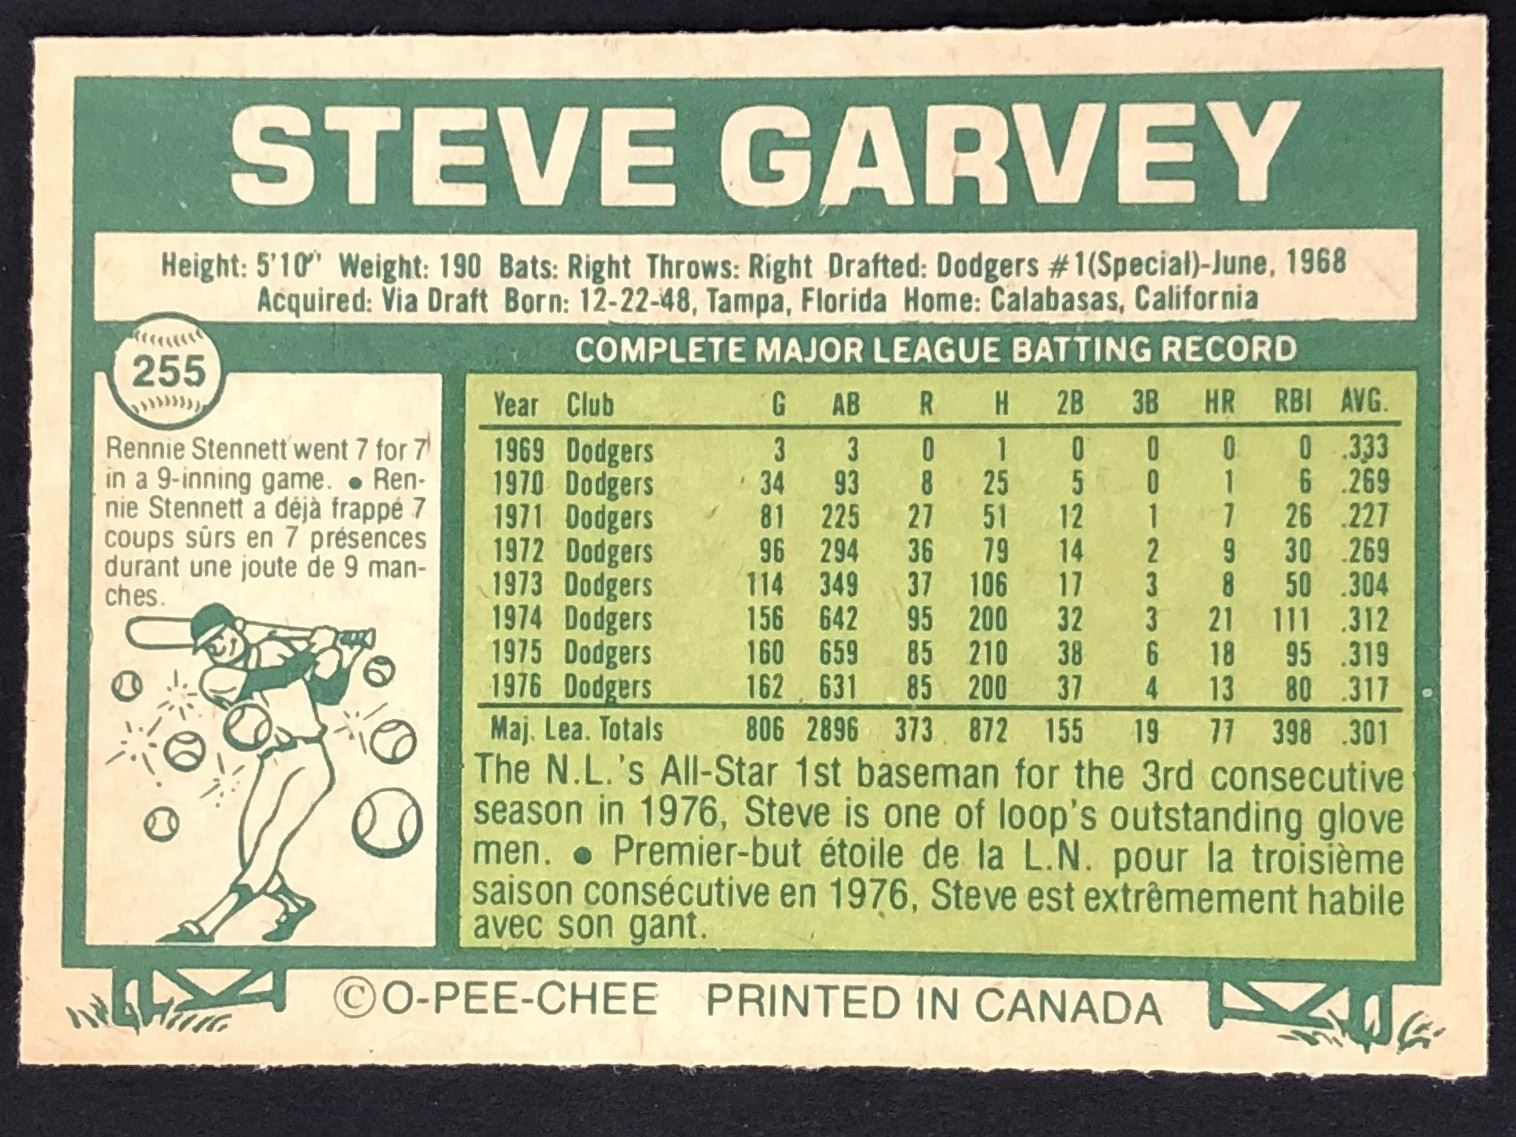 STEVE GARVEY
Height: 5'10" Weight: 190 Bats: Right Throws: Right Drafted: Dodgers #1(Special)-June, 1968
Acquired: Via Draft Born: 12-22-48, Tampa, Florida Home: Calabasas, California
255
Rennie Stennett went 7 for 7
in a 9-inning game. ● Ren-
nie Stennett a déjà frappé 7
coups sûrs en 7 présences
durant une joute de 9 man-
ches.
COMPLETE MAJOR LEAGUE BATTING RECORD
Year Club G AB R H 2B 3B HR RBI AVG.
1969 Dodgers 3 3 0 1 0 0 0 0 .333
1970 Dodgers 34 93 8 25 5 0 1 6 .269
1971 Dodgers 81 225 27 51 12 1 7 26 .227
1972 Dodgers 96 294 36 79 14 2 9 30 .269
1973 Dodgers 114 349 37 106 17 3 8 50 .304
1974 Dodgers 156 642 95 200 32 3 21 111 .312
1975 Dodgers 160 659 85 210 38 6 18 95 .319
1976 Dodgers 162 631 85 200 37 4 13 80 .317
Maj. Lea. Totals 806 2896 373 872 155 19 77 398 .301
The N.L.'s All-Star 1st baseman for the 3rd consecutive
season in 1976, Steve is one of loop's outstanding glove
men. ● Premier-but étoile de la L.N. pour la troisième
saison consécutive en 1976, Steve est extrêmement habile
avec son gant.
©O-PEE-CHEE PRINTED IN CANADA